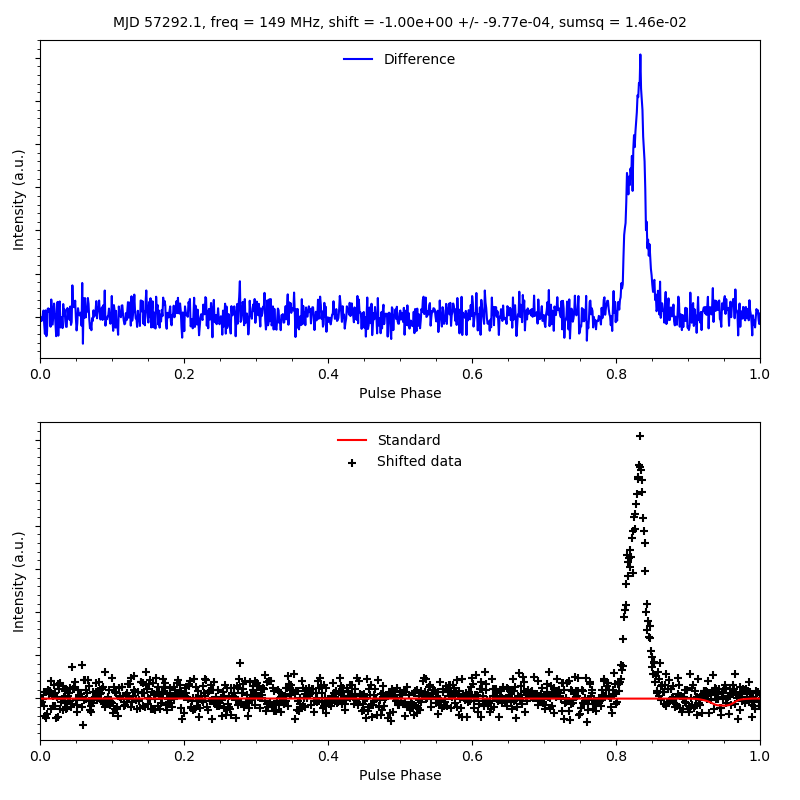 MJD 57292.1, freq = 149 MHz, shift = -1.00e+00 +/- -9.77e-04, sumsq = 1.46e-02
Difference
Intensity (a.u.)
0.0 0.2 0.4 0.6 0.8 1.0
Pulse Phase
Standard
Shifted data
Intensity (a.u.)
0.0 0.2 0.4 0.6 0.8 1.0
Pulse Phase